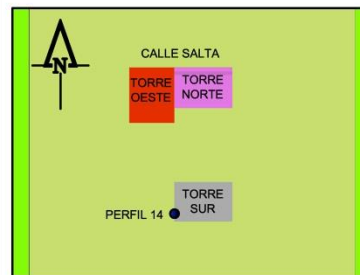 CALLE SALTA
N
TORRE
OESTE
TORRE
NORTE
TORRE
SUR
PERFIL 14